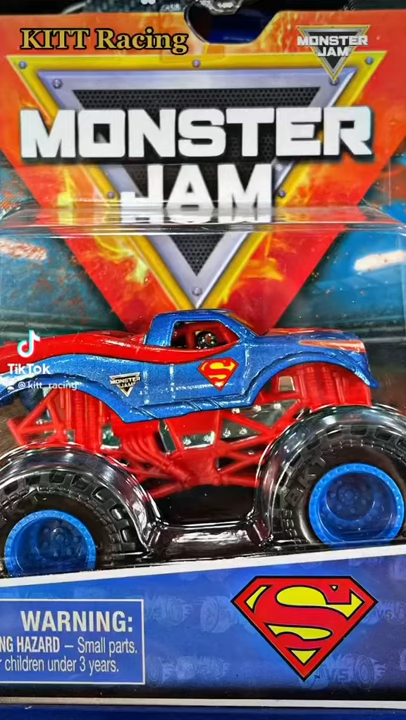 KITT Racing
MONSTER
JAM
MONSTER
JAM
MONSTER
JAM
TikTok
@kitt_racing
BKT
WARNING:
NG HAZARD – Small parts.
r children under 3 years.